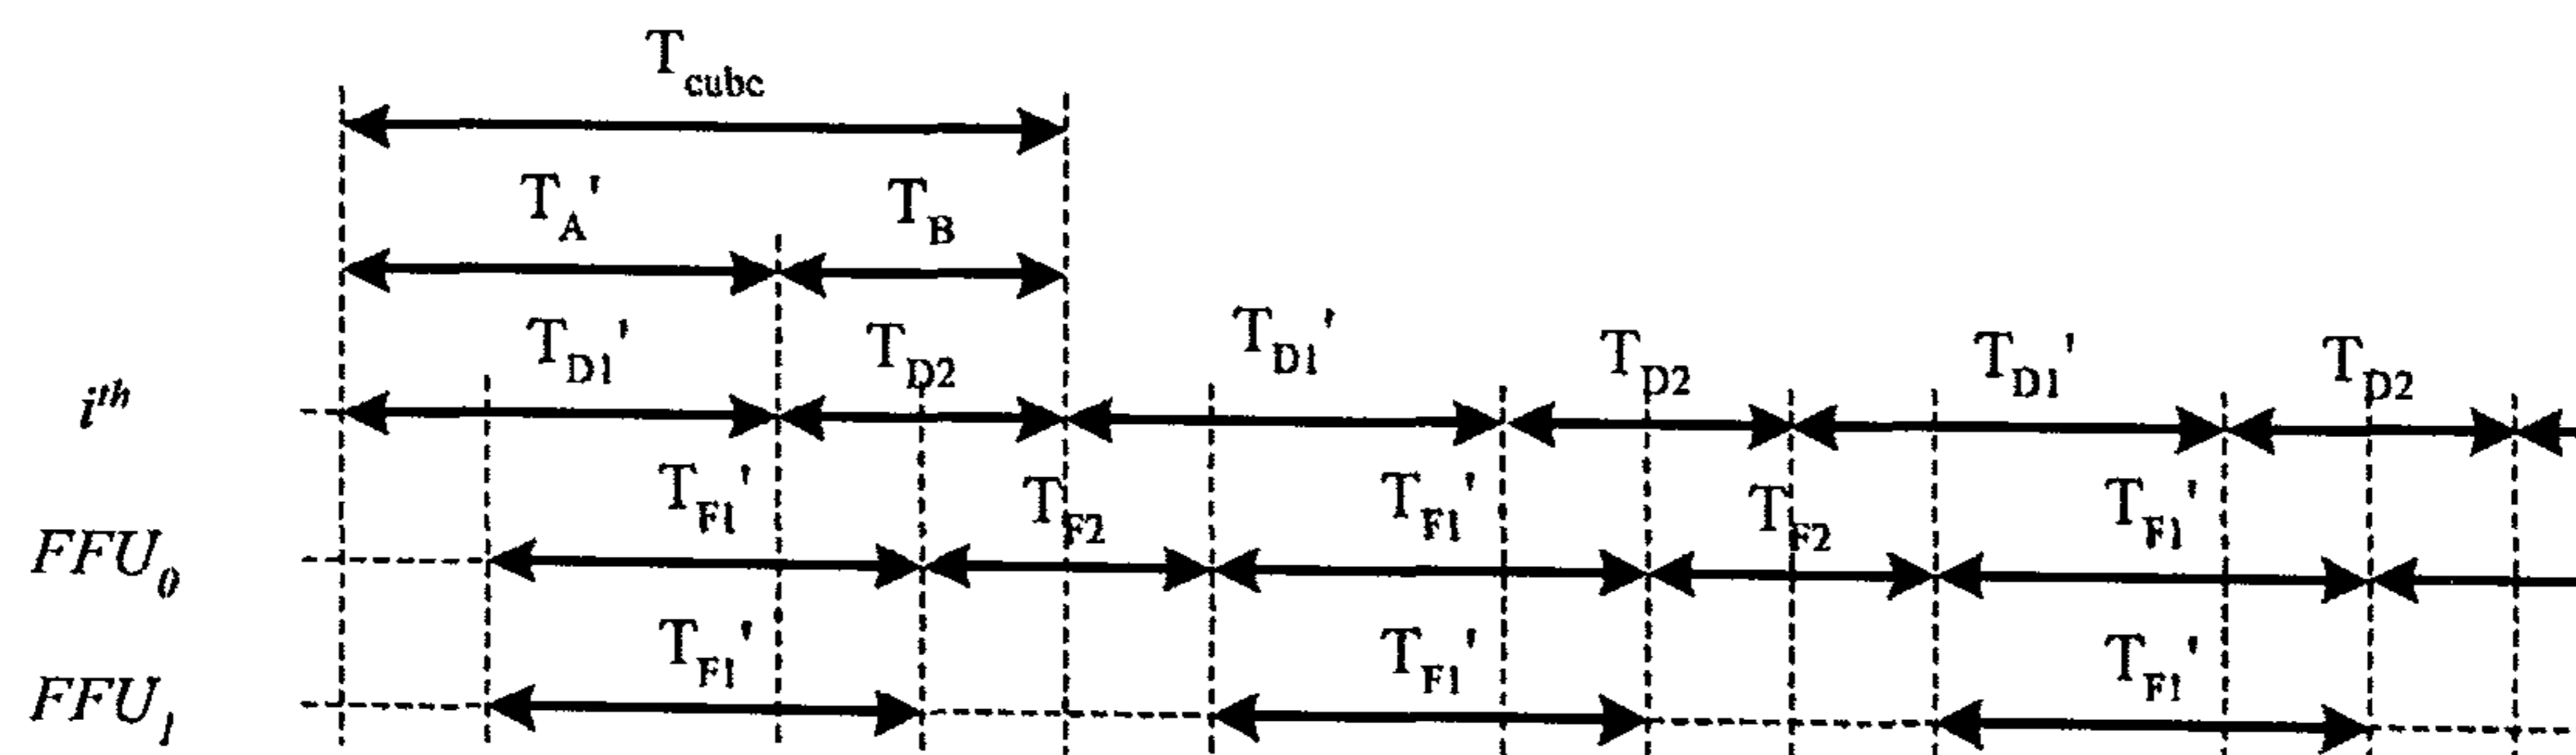 T_cube
T_A' T_B
T_D1' T_D2 T_D1' T_D2 T_D1' T_D2
i^th
T_F1' T_F2 T_F1' T_F2 T_F1'
FFU_0
T_F1' T_F1' T_F1'
FFU_1